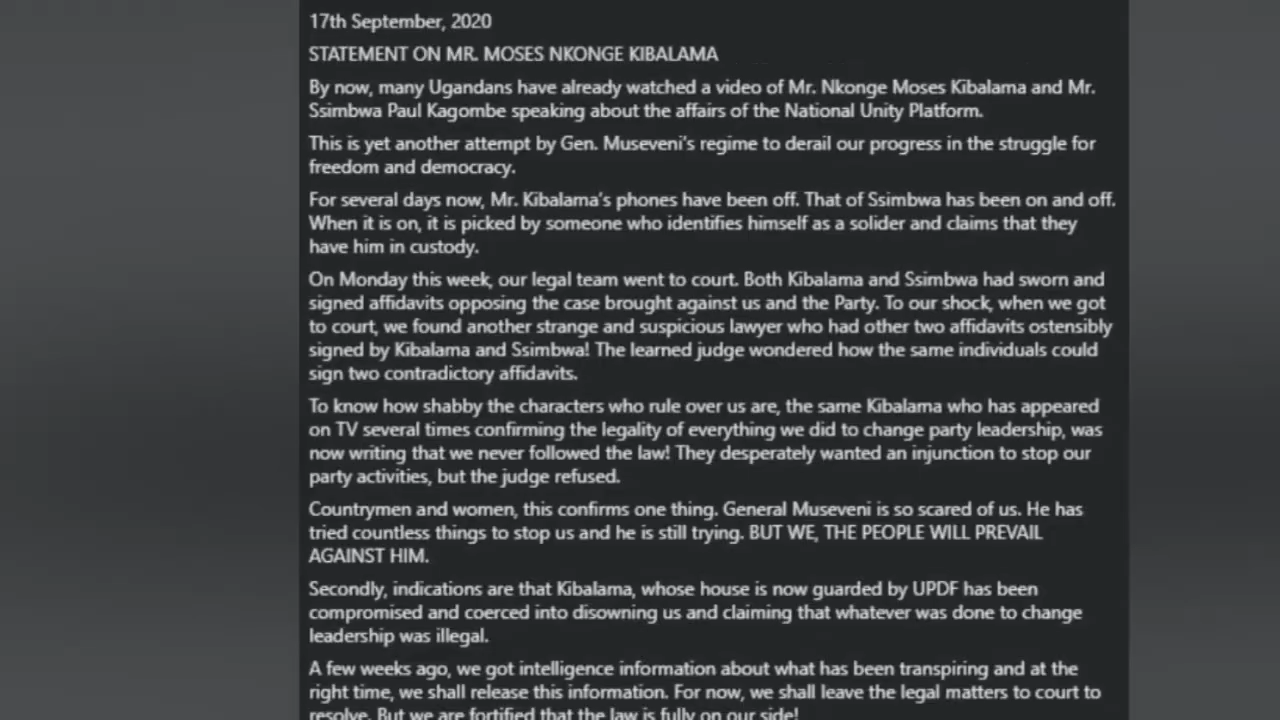 17th September, 2020
STATEMENT ON MR. MOSES NKONGE KIBALAMA
By now, many Ugandans have already watched a video of Mr. Nkonge Moses Kibalama and Mr.
Ssimbwa Paul Kagombe speaking about the affairs of the National Unity Platform.
This is yet another attempt by Gen. Museveni's regime to derail our progress in the struggle for
freedom and democracy.
For several days now, Mr. Kibalama's phones have been off. That of Ssimbwa has been on and off.
When it is on, it is picked by someone who identifies himself as a solider and claims that they
have him in custody.
On Monday this week, our legal team went to court. Both Kibalama and Ssimbwa had sworn and
signed affidavits opposing the case brought against us and the Party. To our shock, when we got
to court, we found another strange and suspicious lawyer who had other two affidavits ostensibly
signed by Kibalama and Ssimbwa! The learned judge wondered how the same individuals could
sign two contradictory affidavits.
To know how shabby the characters who rule over us are, the same Kibalama who has appeared
on TV several times confirming the legality of everything we did to change party leadership, was
now writing that we never followed the law! They desperately wanted an injunction to stop our
party activities, but the judge refused.
Countrymen and women, this confirms one thing. General Museveni is so scared of us. He has
tried countless things to stop us and he is still trying. BUT WE, THE PEOPLE WILL PREVAIL
AGAINST HIM.
Secondly, indications are that Kibalama, whose house is now guarded by UPDF has been
compromised and coerced into disowning us and claiming that whatever was done to change
leadership was illegal.
A few weeks ago, we got intelligence information about what has been transpiring and at the
right time, we shall release this information. For now, we shall leave the legal matters to court to
resolve. But we are fortified that the law is fully on our side!